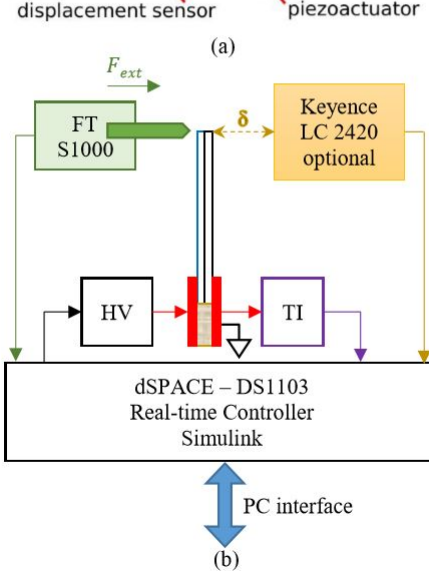 displacement sensor
piezoactuator
(a)
F_ext
FT
S1000
δ
Keyence
LC 2420
optional
HV
TI
dSPACE – DS1103
Real-time Controller
Simulink
PC interface
(b)